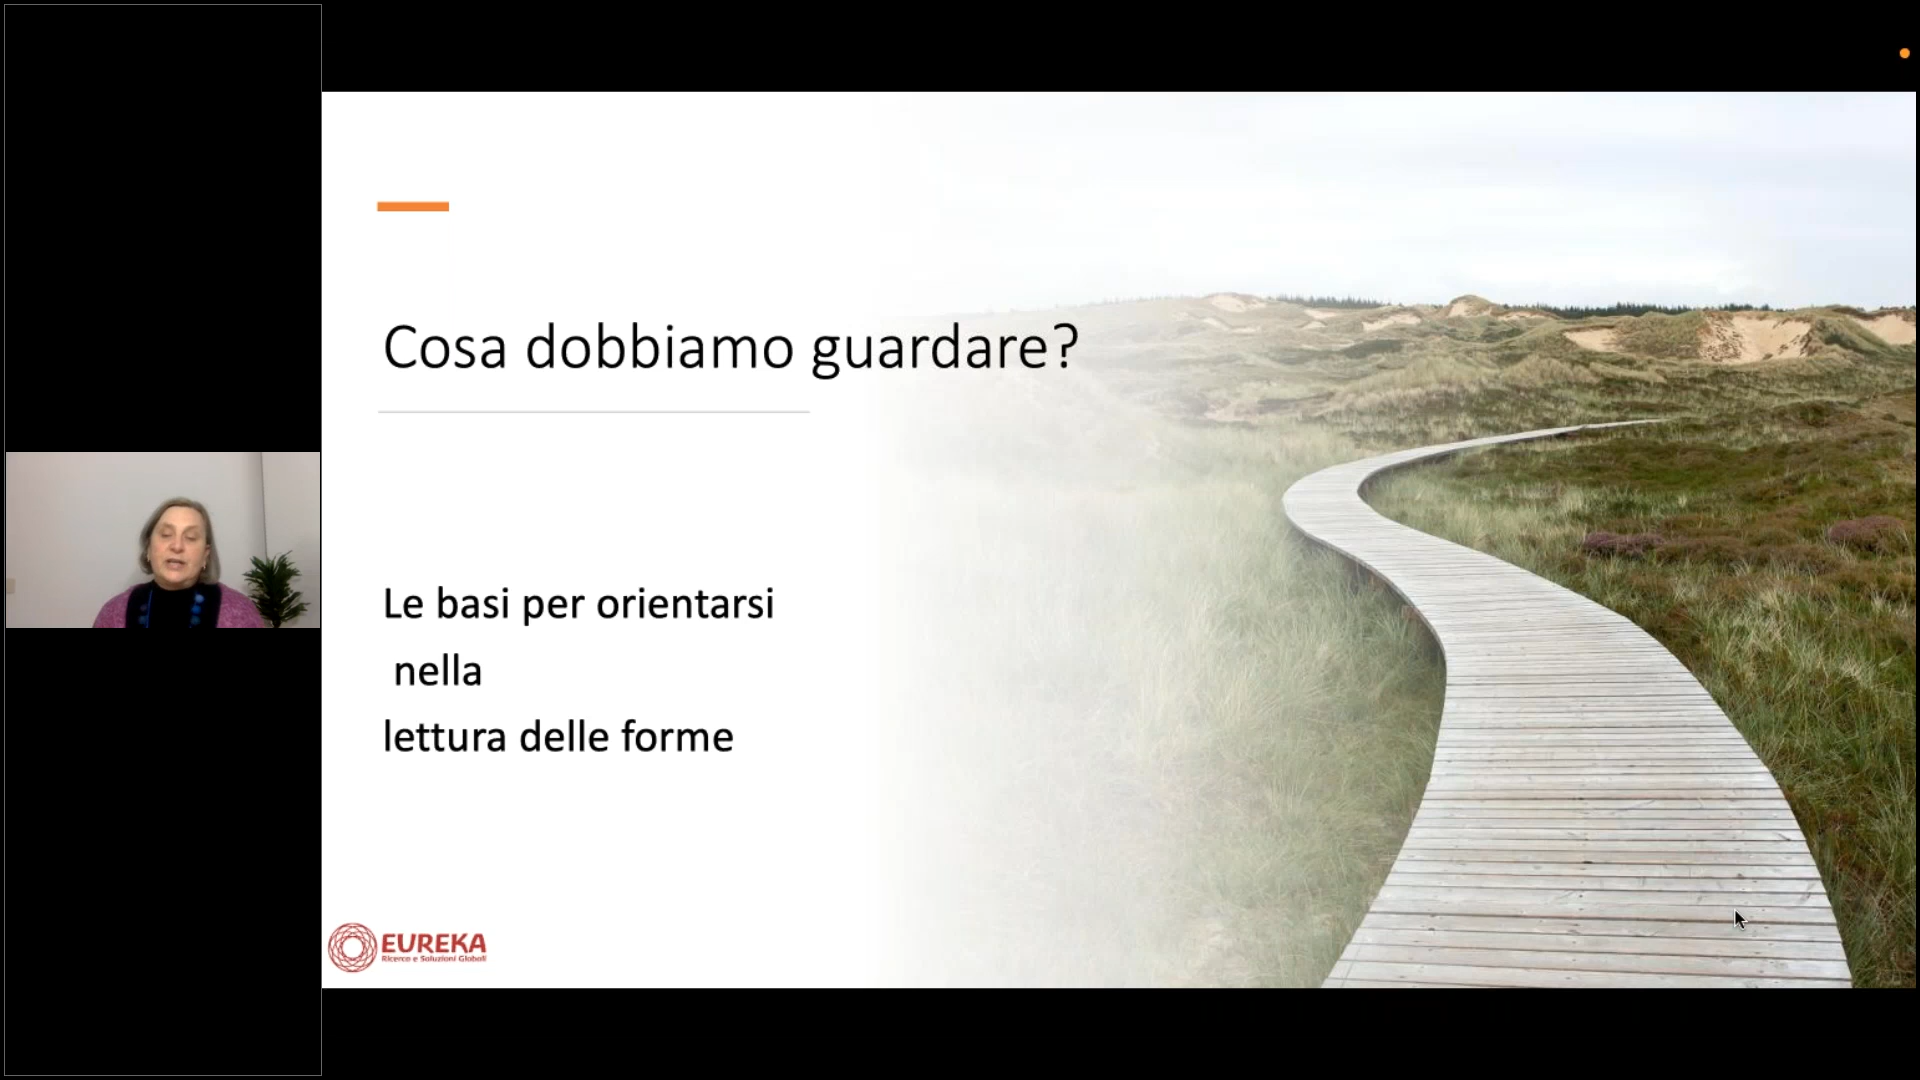 Cosa dobbiamo guardare?
Le basi per orientarsi
nella
lettura delle forme
EUREKA
Ricerca e Soluzioni Globali